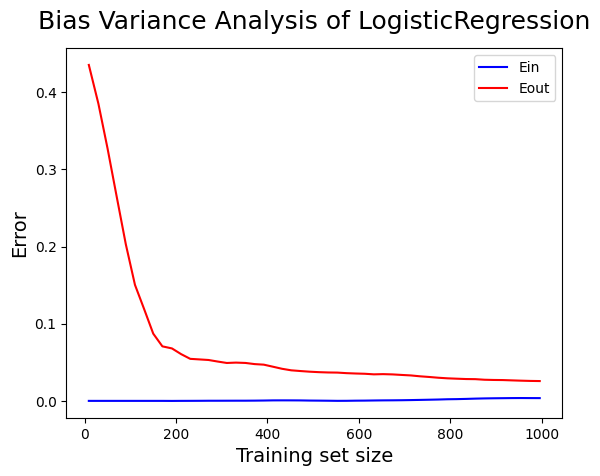 Bias Variance Analysis of LogisticRegression
Ein
Eout
Error
0.4
0.3
0.2
0.1
0.0
0
200
400
600
800
1000
Training set size